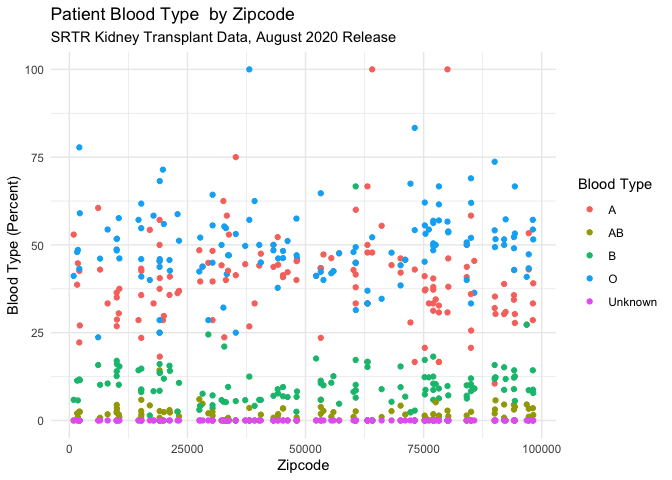 Patient Blood Type  by Zipcode
SRTR Kidney Transplant Data, August 2020 Release
Blood Type (Percent)
100
75
50
25
0
0
25000
50000
75000
100000
Zipcode
Blood Type
A
AB
B
O
Unknown